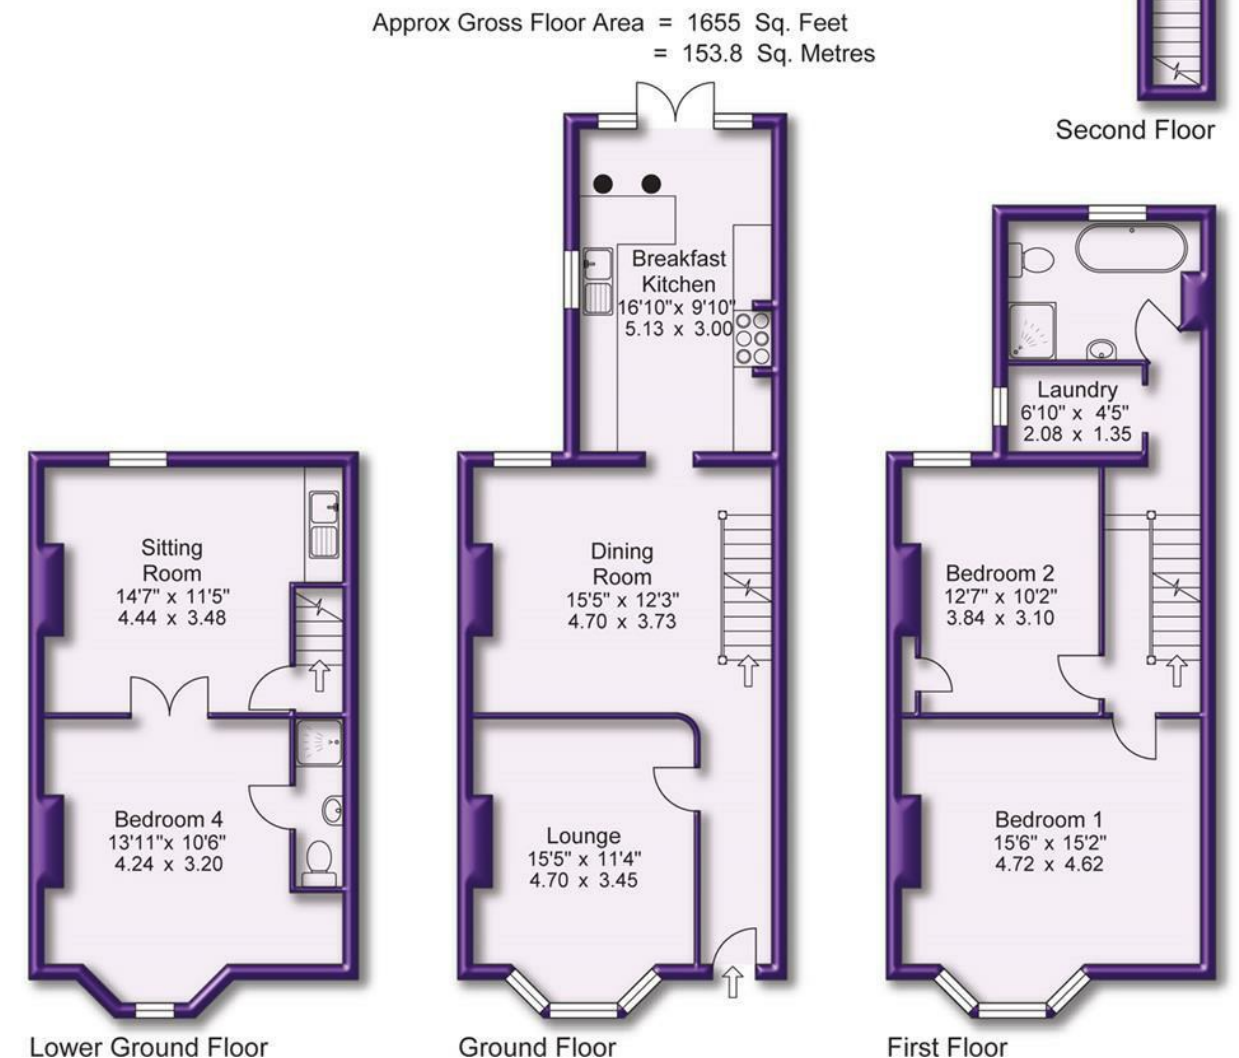 Approx Gross Floor Area = 1655 Sq. Feet
= 153.8 Sq. Metres
Second Floor
Breakfast
Kitchen
16'10"x 9'10"
5.13 x 3.00
Laundry
6'10" x 4'5"
2.08 x 1.35
Sitting
Room
14'7" x 11'5"
4.44 x 3.48
Dining
Room
15'5" x 12'3"
4.70 x 3.73
Bedroom 2
12'7" x 10'2"
3.84 x 3.10
Bedroom 4
13'11"x 10'6"
4.24 x 3.20
Lounge
15'5" x 11'4"
4.70 x 3.45
Bedroom 1
15'6" x 15'2"
4.72 x 4.62
Lower Ground Floor
Ground Floor
First Floor